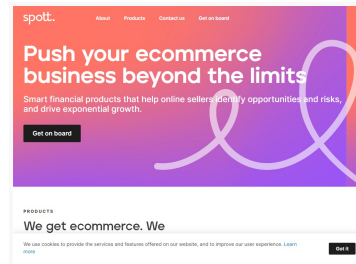 spott.
About Products Contact us Get on board
Push your ecommerce
business beyond the limits
Smart financial products that help online sellers identify opportunities and risks,
and drive exponential growth.
Get on board
PRODUCTS
We get ecommerce. We
We use cookies to provide the services and features offered on our website, and to improve our user experience. Learn
more
Got it